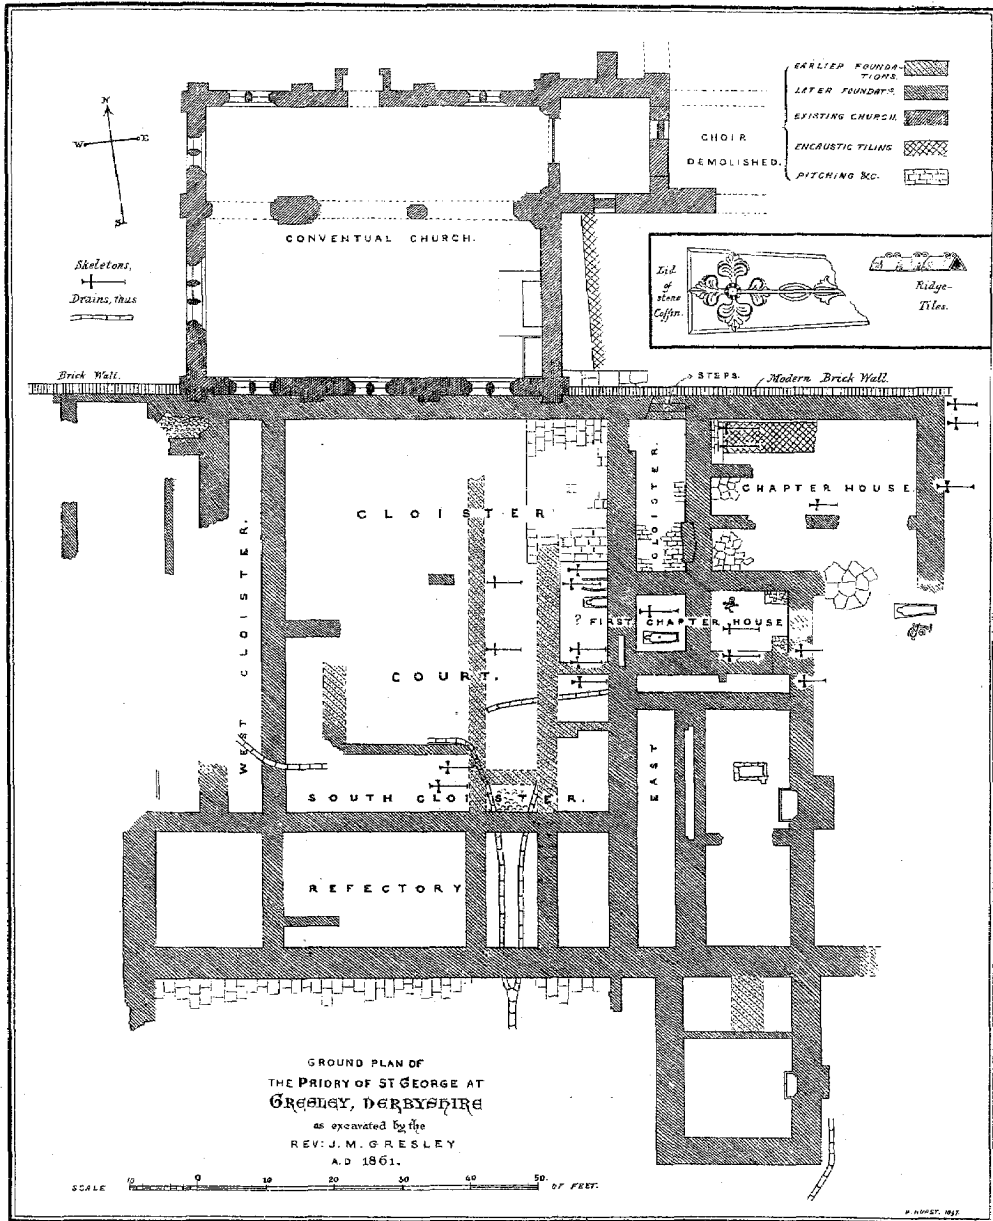 EARLIER FOUNDA-
TIONS.
LATER FOUNDATS.
EXISTING CHURCH.
ENCAUSTIC TILING
PITCHING &C.
CHOIR
DEMOLISHED.
N
W
E
S
Skeletons,
Drains, thus
CONVENTUAL CHURCH.
Lid
of
stone
Coffin.
Ridge-
Tiles.
Brick Wall.
STEPS.
Modern Brick Wall.
CLOISTER
COURT.
WEST CLOISTER.
CLOISTER.
EAST
CHAPTER HOUSE.
? FIRST CHAPTER HOUSE
SOUTH CLOISTER.
REFECTORY
GROUND PLAN OF
THE PRIORY OF ST GEORGE AT
GRESLEY, DERBYSHIRE
as excavated by the
REV: J. M. GRESLEY
A.D 1861.
SCALE 10 0 10 20 30 40 50 OF FEET.